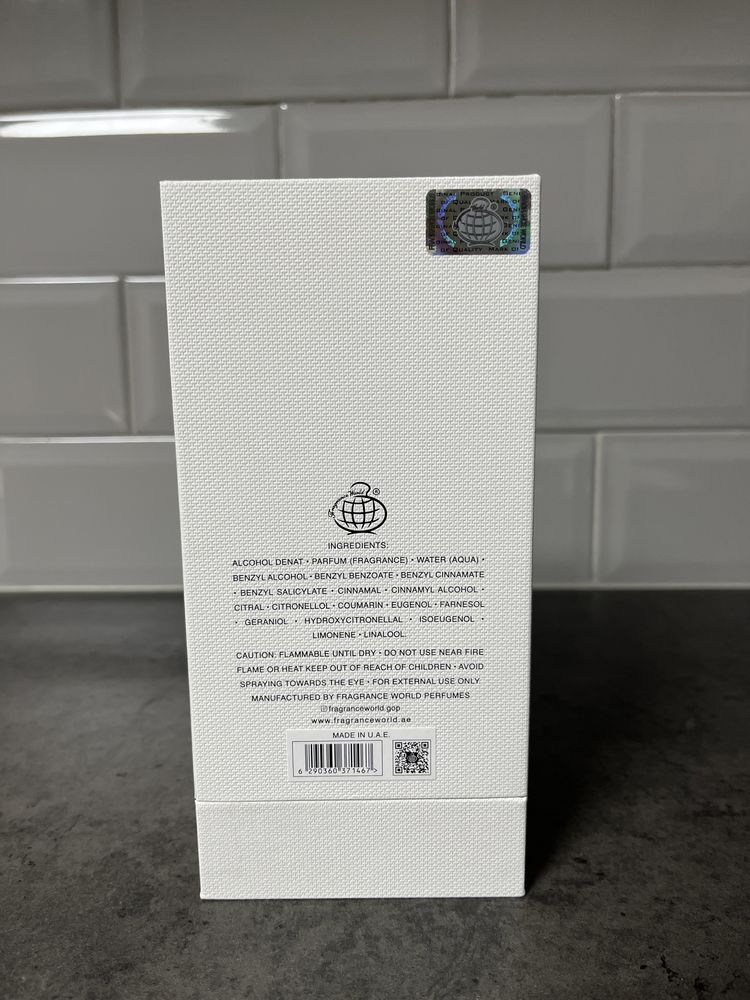 Fragrance World ®
INGREDIENTS:
ALCOHOL DENAT • PARFUM (FRAGRANCE) • WATER (AQUA) •
BENZYL ALCOHOL • BENZYL BENZOATE • BENZYL CINNAMATE
• BENZYL SALICYLATE • CINNAMAL • CINNAMYL ALCOHOL •
CITRAL • CITRONELLOL • COUMARIN • EUGENOL • FARNESOL
• GERANIOL • HYDROXYCITRONELLAL • ISOEUGENOL •
LIMONENE • LINALOOL.
CAUTION: FLAMMABLE UNTIL DRY • DO NOT USE NEAR FIRE
FLAME OR HEAT KEEP OUT OF REACH OF CHILDREN • AVOID
SPRAYING TOWARDS THE EYE • FOR EXTERNAL USE ONLY
MANUFACTURED BY FRAGRANCE WORLD PERFUMES
fragranceworld.gop
www.fragranceworld.ae
MADE IN U.A.E.
6 290360 371467 >